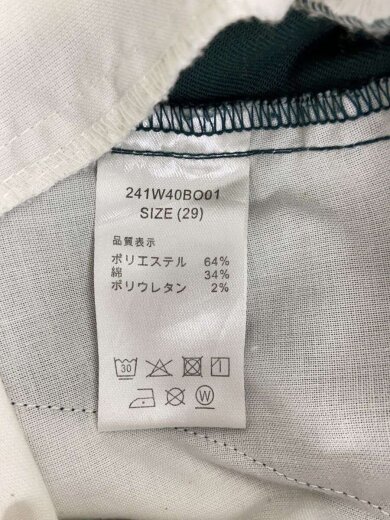 241W40BO01
SIZE (29)
品質表示
ポリエステル 64%
綿 34%
ポリウレタン 2%
30
W